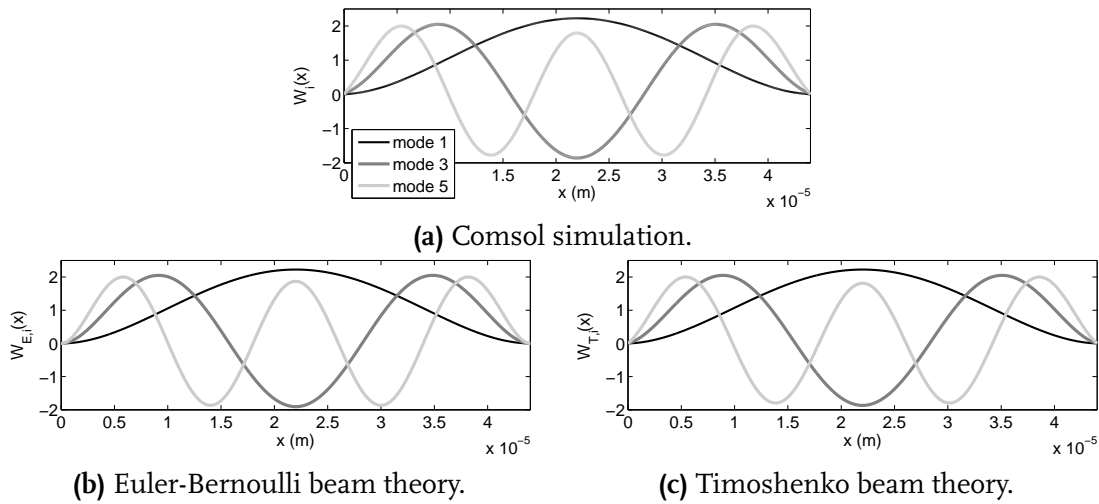 2
1
0
−1
−2
W_i(x)
mode 1
mode 3
mode 5
0 1.5 2 2.5 3 3.5 4
x (m)
x 10^-5
(a) Comsol simulation.
2
1
0
−1
−2
W_E,i(x)
0 0.5 1 1.5 2 2.5 3 3.5 4
x (m)
x 10^-5
(b) Euler-Bernoulli beam theory.
2
1
0
−1
−2
W_T,i(x)
0 0.5 1 1.5 2 2.5 3 3.5 4
x (m)
x 10^-5
(c) Timoshenko beam theory.